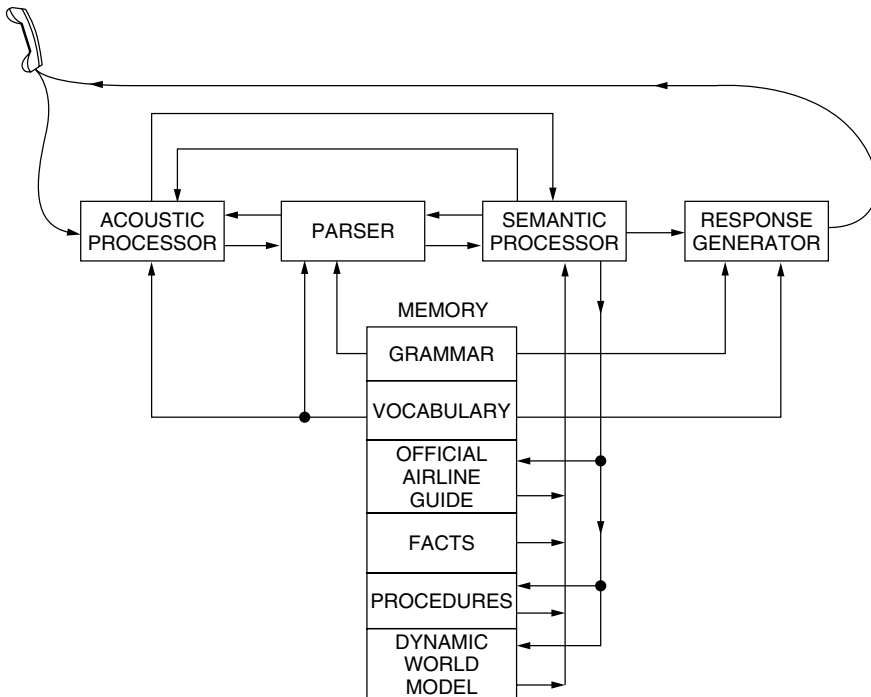 ACOUSTIC
PROCESSOR
PARSER
SEMANTIC
PROCESSOR
RESPONSE
GENERATOR
MEMORY
GRAMMAR
VOCABULARY
OFFICIAL
AIRLINE
GUIDE
FACTS
PROCEDURES
DYNAMIC
WORLD
MODEL